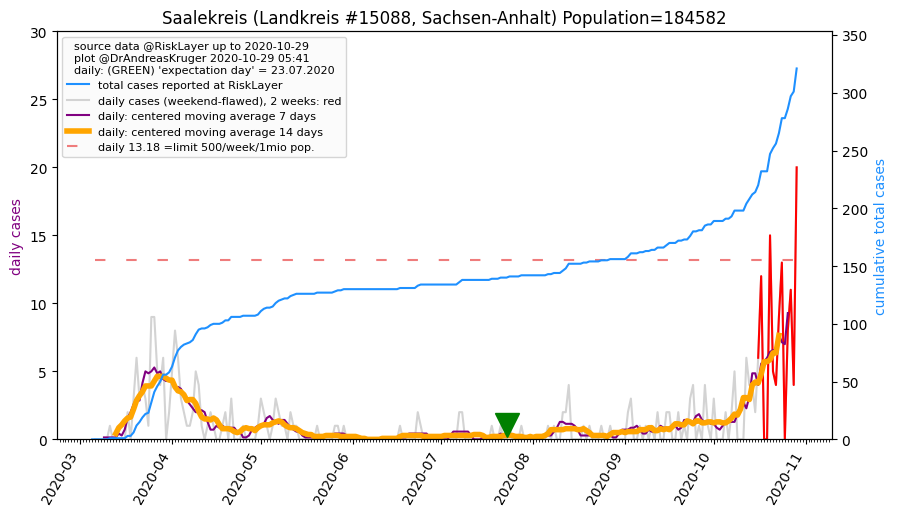 Saalekreis (Landkreis #15088, Sachsen-Anhalt) Population=184582
source data @RiskLayer up to 2020-10-29
plot @DrAndreasKruger 2020-10-29 05:41
daily: (GREEN) 'expectation day' = 23.07.2020
total cases reported at RiskLayer
daily cases (weekend-flawed), 2 weeks: red
daily: centered moving average 7 days
daily: centered moving average 14 days
daily 13.18 =limit 500/week/1mio pop.
daily cases
30
25
20
15
10
5
0
cumulative total cases
350
300
250
200
150
100
50
0
2020-03
2020-04
2020-05
2020-06
2020-07
2020-08
2020-09
2020-10
2020-11